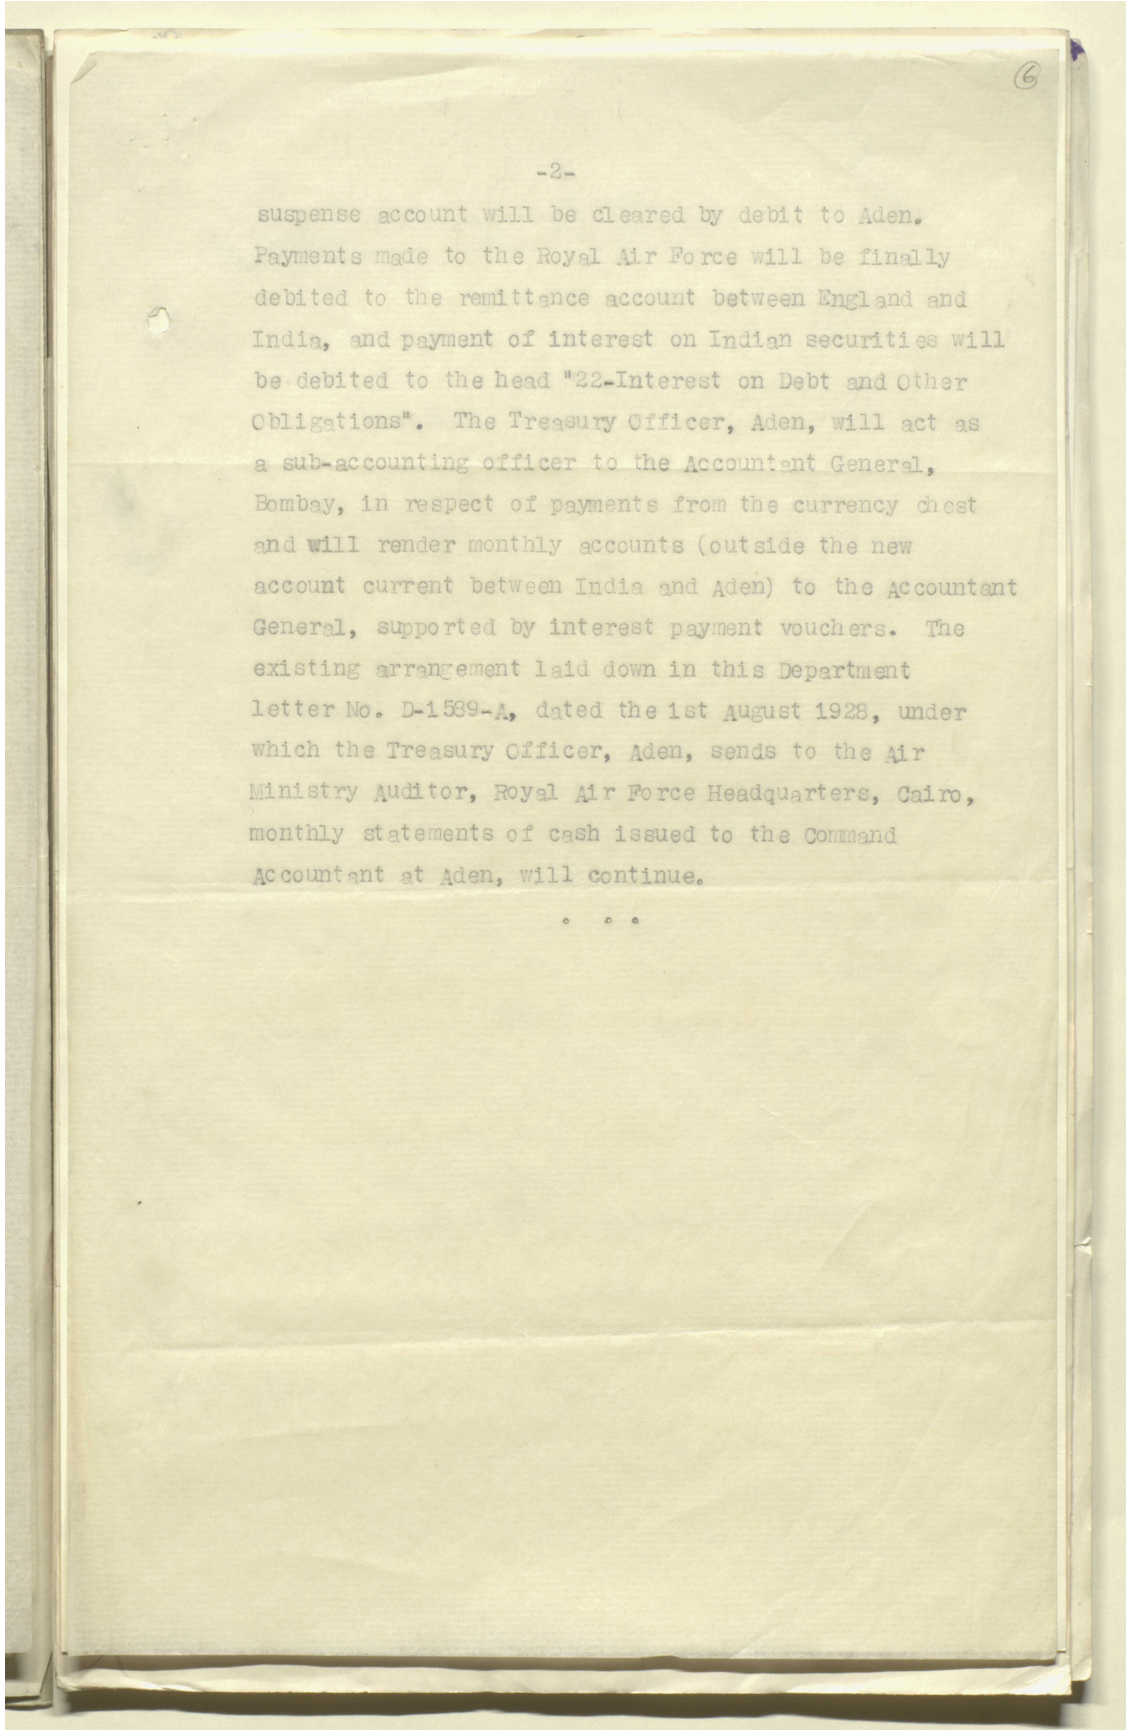 6
-2-
suspense account will be cleared by debit to Aden.
Payments made to the Royal Air Force will be finally
debited to the remittance account between England and
India, and payment of interest on Indian securities will
be debited to the head "22-Interest on Debt and Other
Obligations".  The Treasury Officer, Aden, will act as
a sub-accounting officer to the Accountant General,
Bombay, in respect of payments from the currency chest
and will render monthly accounts (outside the new
account current between India and Aden) to the Accountant
General, supported by interest payment vouchers.  The
existing arrangement laid down in this Department
letter No. D-1589-A, dated the 1st August 1928, under
which the Treasury Officer, Aden, sends to the Air
Ministry Auditor, Royal Air Force Headquarters, Cairo,
monthly statements of cash issued to the Command
Accountant at Aden, will continue.
. . .